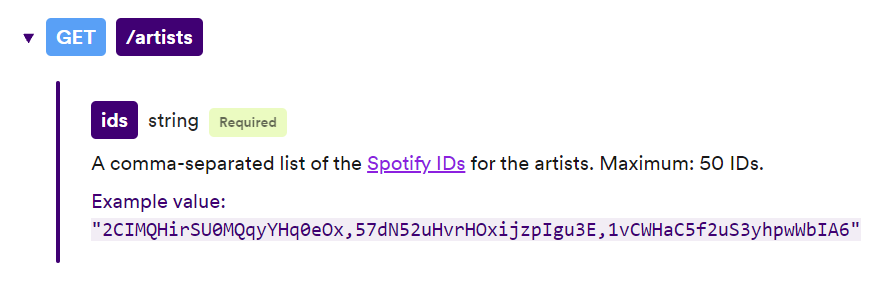 GET /artists
ids string Required
A comma-separated list of the Spotify IDs for the artists. Maximum: 50 IDs.
Example value:
"2CIMQHirSU0MQqyYHq0eOx,57dN52uHvrHOxijzpIgu3E,1vCWHaC5f2uS3yhpwWbIA6"